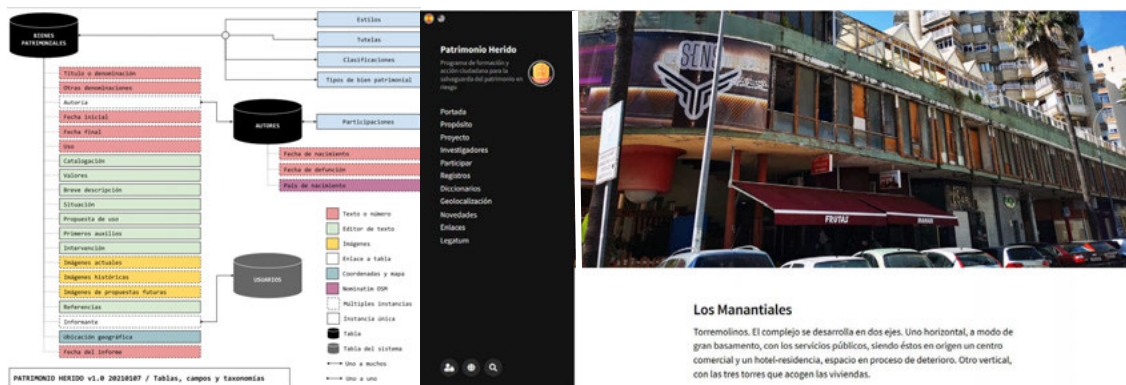 BIENES
PATRIMONIALES
Título o denominación
Otras denominaciones
Autoría
Fecha inicial
Fecha final
Uso
Catalogación
Valores
Breve descripción
Situación
Propuesta de uso
Primeros auxilios
Intervención
Imágenes actuales
Imágenes históricas
Imágenes de propuestas futuras
Referencias
Informante
Ubicación geográfica
Fecha del informe
Estilos
Tutelas
Clasificaciones
Tipos de bien patrimonial
AUTORES
Participaciones
Fecha de nacimiento
Fecha de defunción
País de nacimiento
USUARIOS
Texto o número
Editor de texto
Imágenes
Enlace a tabla
Coordenadas y mapa
Nominatim OSM
Múltiples instancias
Instancia única
Tabla
Tabla del sistema
Uno a muchos
Uno a uno
PATRIMONIO HERIDO v1.0 20210107 / Tablas, campos y taxonomías
Patrimonio Herido
Programa de formación y
acción ciudadana para la
salvaguarda del patrimonio en
riesgo
Portada
Propósito
Proyecto
Investigadores
Participar
Registros
Diccionarios
Geolocalización
Novedades
Enlaces
Legatum
SENS
FRUTAS
Los Manantiales
Torremolinos. El complejo se desarrolla en dos ejes. Uno horizontal, a modo de
gran basamento, con los servicios públicos, siendo éstos en origen un centro
comercial y un hotel-residencia, espacio en proceso de deterioro. Otro vertical,
con las tres torres que acogen las viviendas.